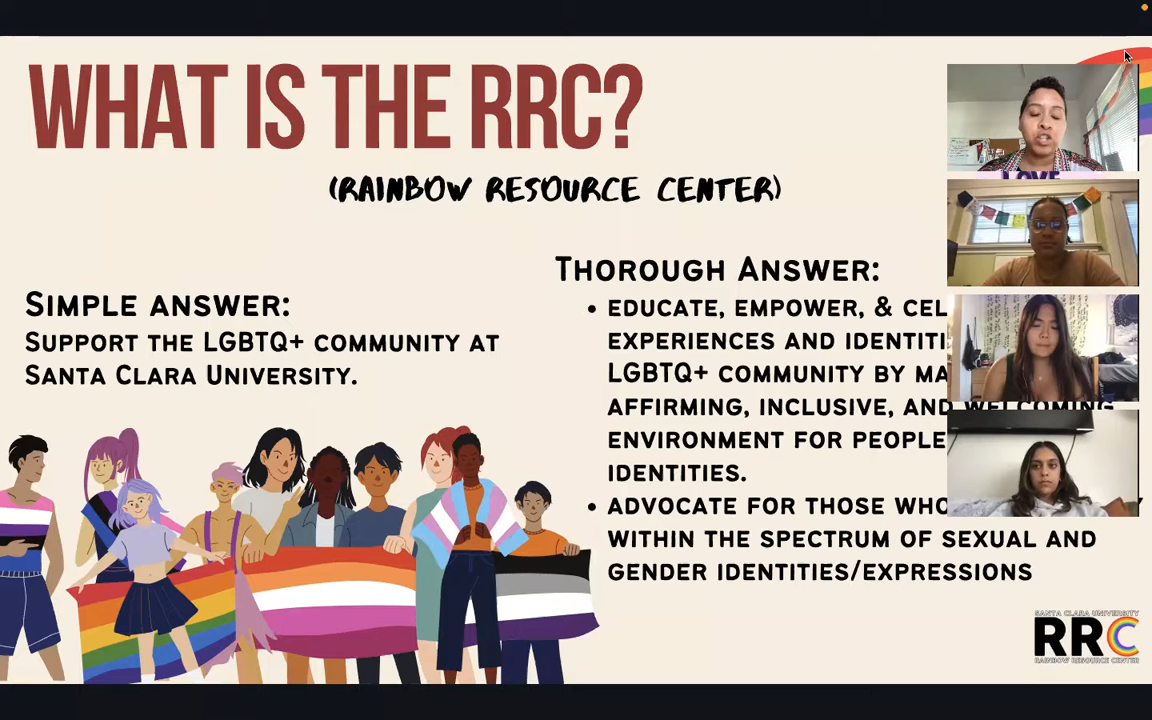 WHAT IS THE RRC?
(RAINBOW RESOURCE CENTER)
SIMPLE ANSWER:
SUPPORT THE LGBTQ+ COMMUNITY AT
SANTA CLARA UNIVERSITY.
THOROUGH ANSWER:
• EDUCATE, EMPOWER, & CEL
EXPERIENCES AND IDENTITI
LGBTQ+ COMMUNITY BY MA
AFFIRMING, INCLUSIVE, AND WELCOMING
ENVIRONMENT FOR PEOPLE
IDENTITIES.
• ADVOCATE FOR THOSE WHO
WITHIN THE SPECTRUM OF SEXUAL AND
GENDER IDENTITIES/EXPRESSIONS
LOVE
SANTA CLARA UNIVERSITY
RRC
RAINBOW RESOURCE CENTER